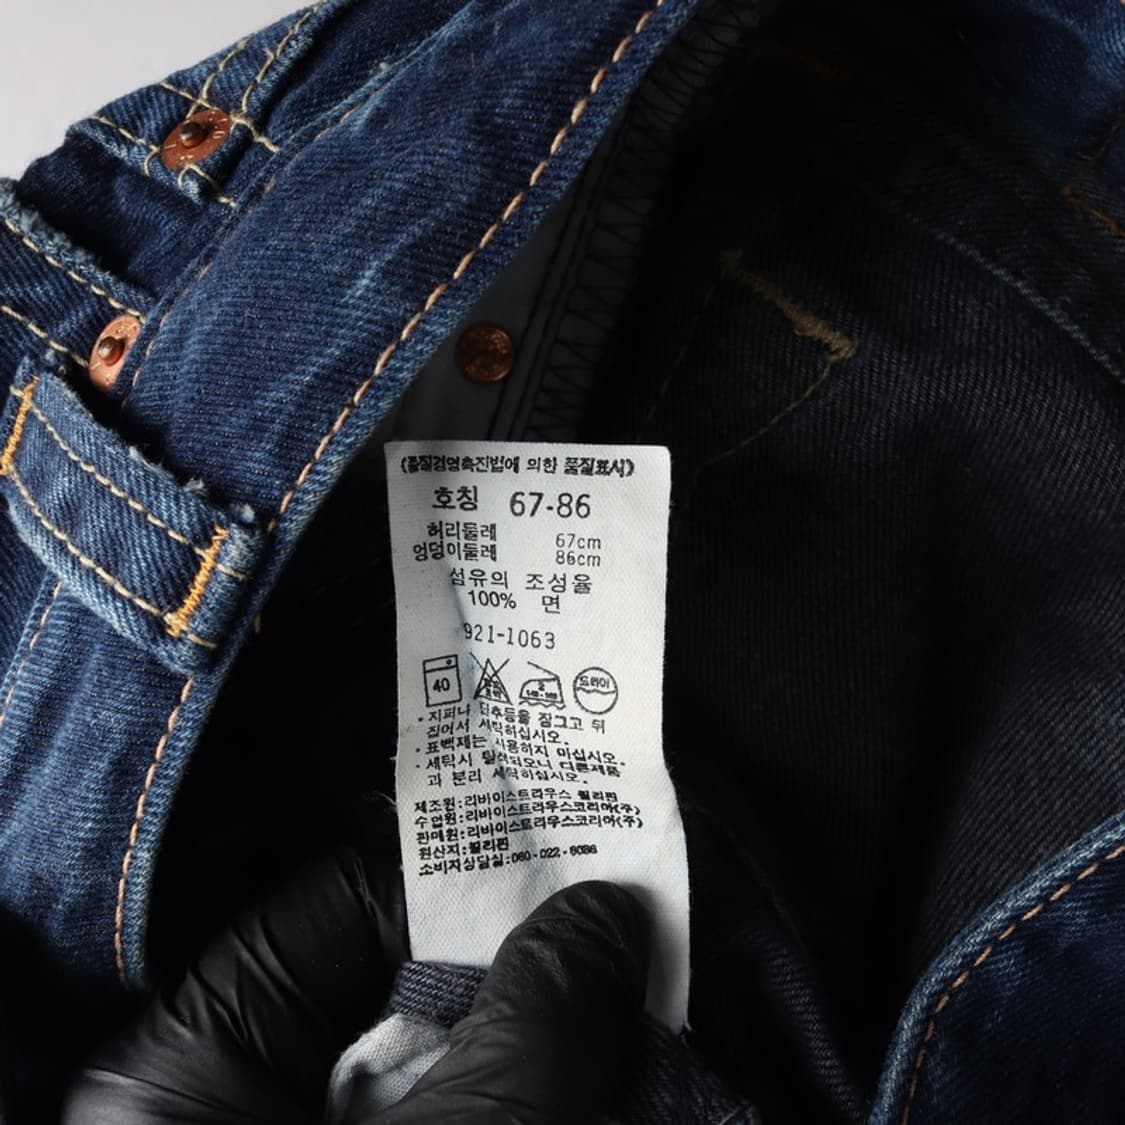 (품질경영촉진법에 의한 품질표시)
호칭 67-86
허리둘레 67cm
엉덩이둘레 86cm
섬유의 조성율
100% 면
921-1063
40 드라이
· 지퍼나 단추등을 잠그고 뒤
집어서 세탁하십시오.
· 표백제는 사용하지 마십시오.
· 세탁시 탈색되오니 다른제품
과 분리 세탁하십시오.
제조원:리바이스트라우스 필리핀
수입원:리바이스트라우스코리아(주)
판매원:리바이스트라우스코리아(주)
원산지:필리핀
소비자상담실:080-022-6086